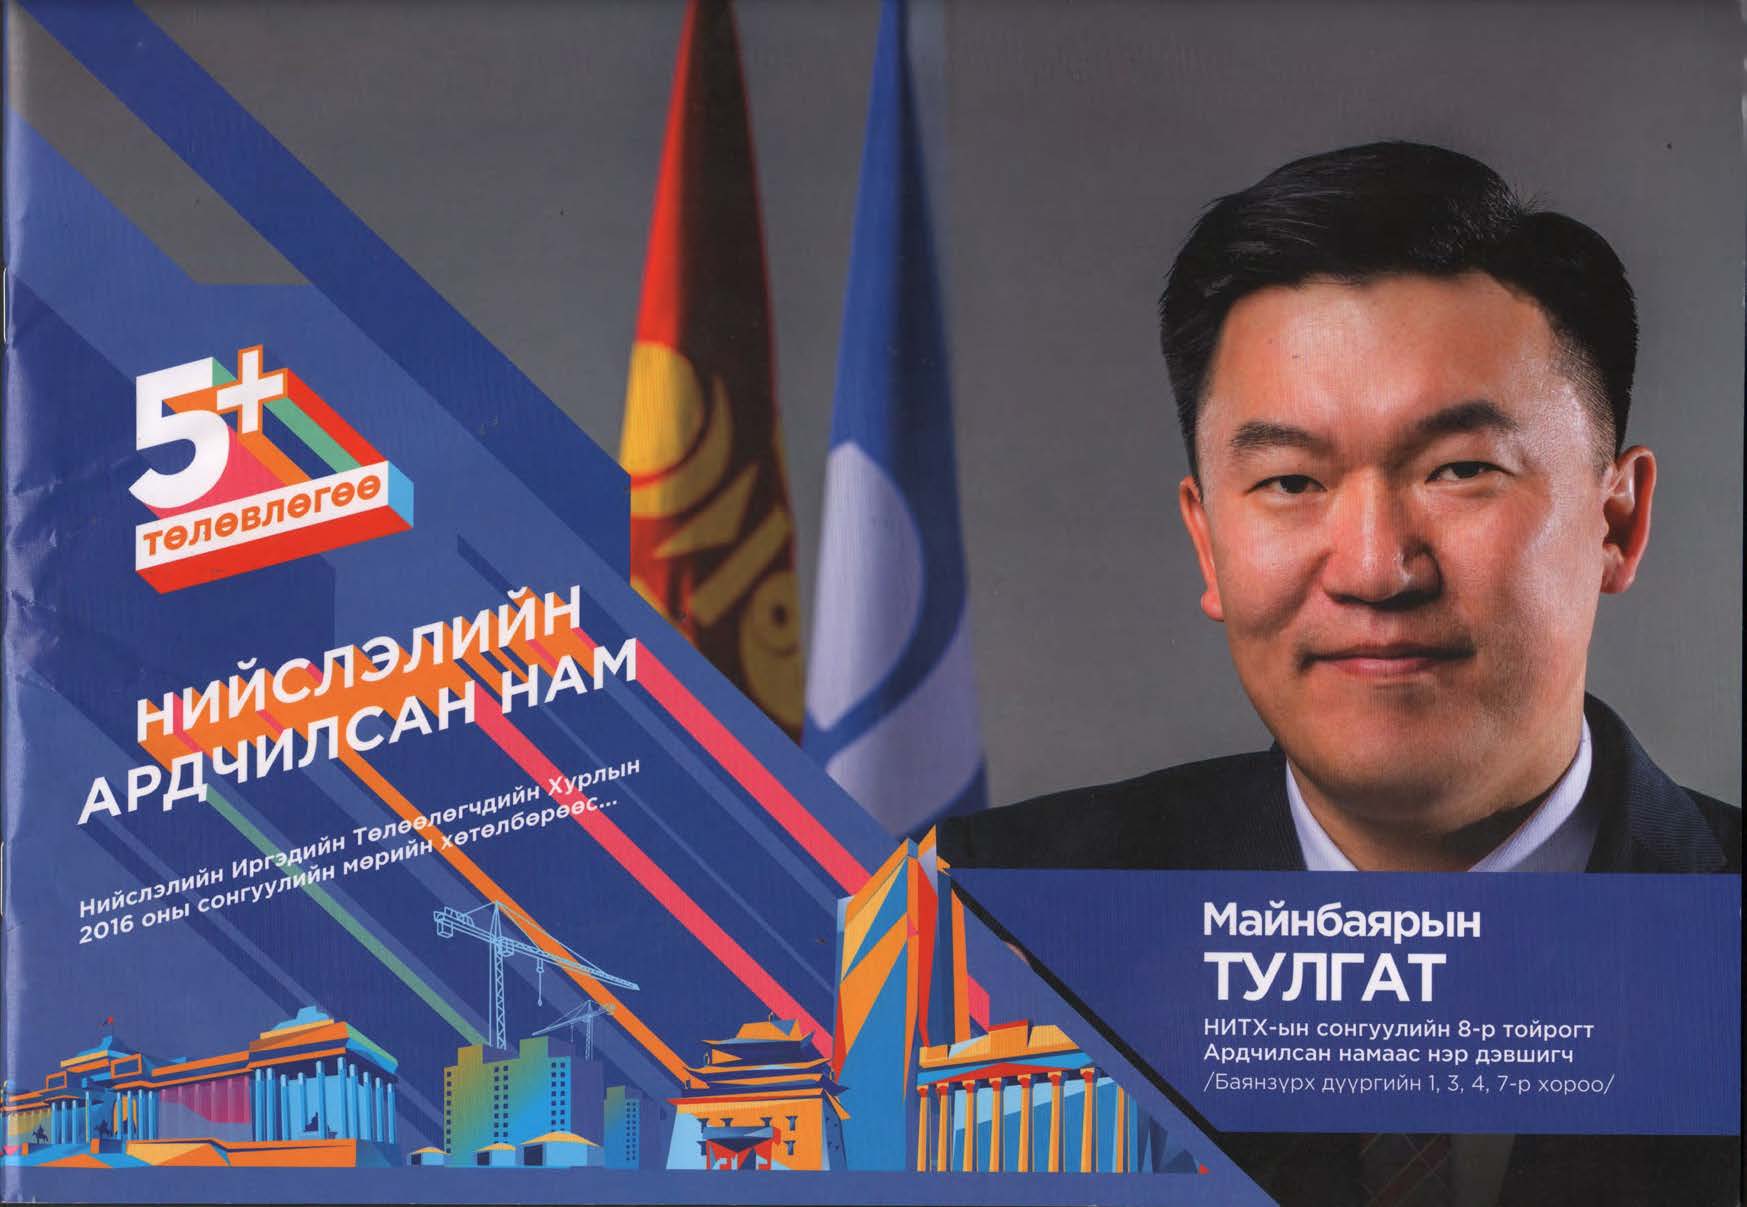 5+
төлөвлөгөө
НИЙСЛЭЛИЙН
АРДЧИЛСАН НАМ
Нийслэлийн Иргэдийн Төлөөлөгчдийн Хурлын
2016 оны сонгуулийн мөрийн хөтөлбөрөөс...
Майнбаярын
ТУЛГАТ
НИТХ-ын сонгуулийн 8-р тойрогт
Ардчилсан намаас нэр дэвшигч
/Баянзүрх дүүргийн 1, 3, 4, 7-р хороо/